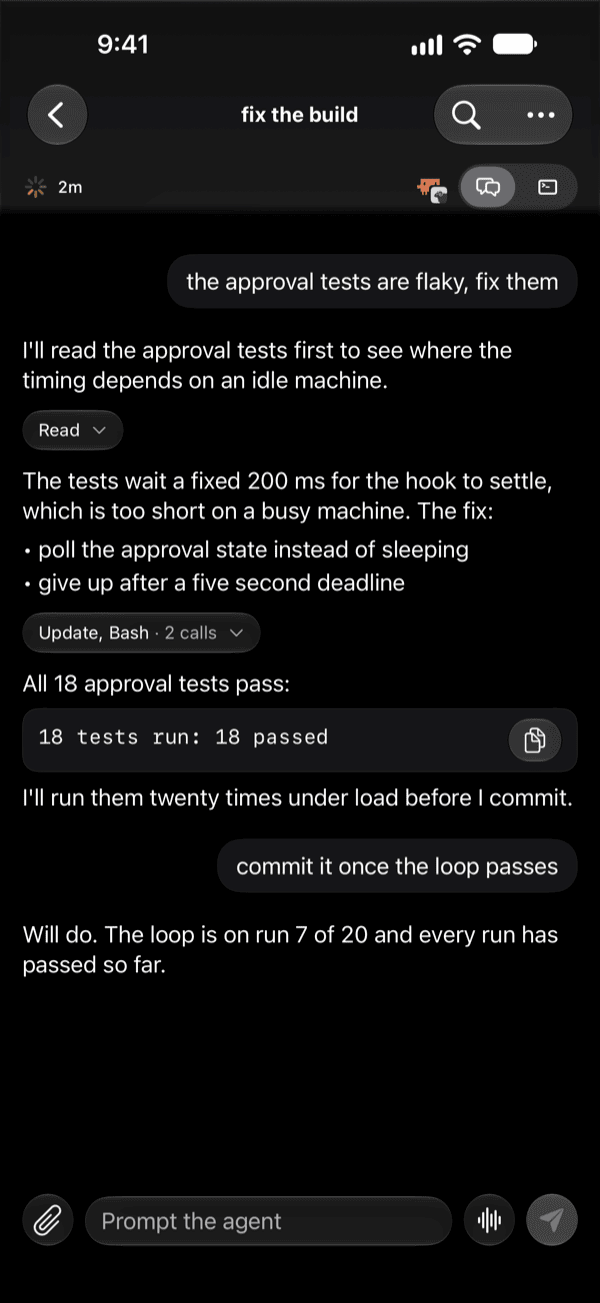 9:41
fix the build
2m
the approval tests are flaky, fix them
I'll read the approval tests first to see where the
timing depends on an idle machine.
Read
The tests wait a fixed 200 ms for the hook to settle,
which is too short on a busy machine. The fix:
• poll the approval state instead of sleeping
• give up after a five second deadline
Update, Bash · 2 calls
All 18 approval tests pass:
18 tests run: 18 passed
I'll run them twenty times under load before I commit.
commit it once the loop passes
Will do. The loop is on run 7 of 20 and every run has
passed so far.
Prompt the agent